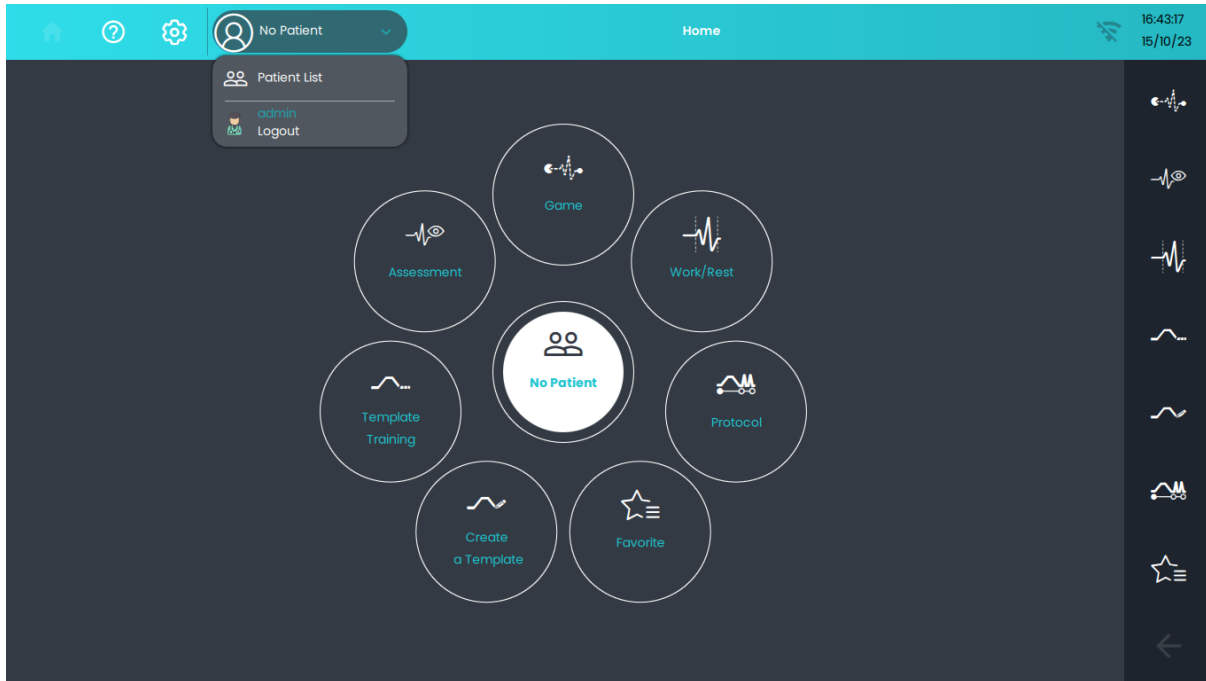 No Patient
Home
16:43:17
15/10/23
Patient List
admin
Logout
Game
Assessment
Work/Rest
No Patient
Template
Training
Protocol
Create
a Template
Favorite